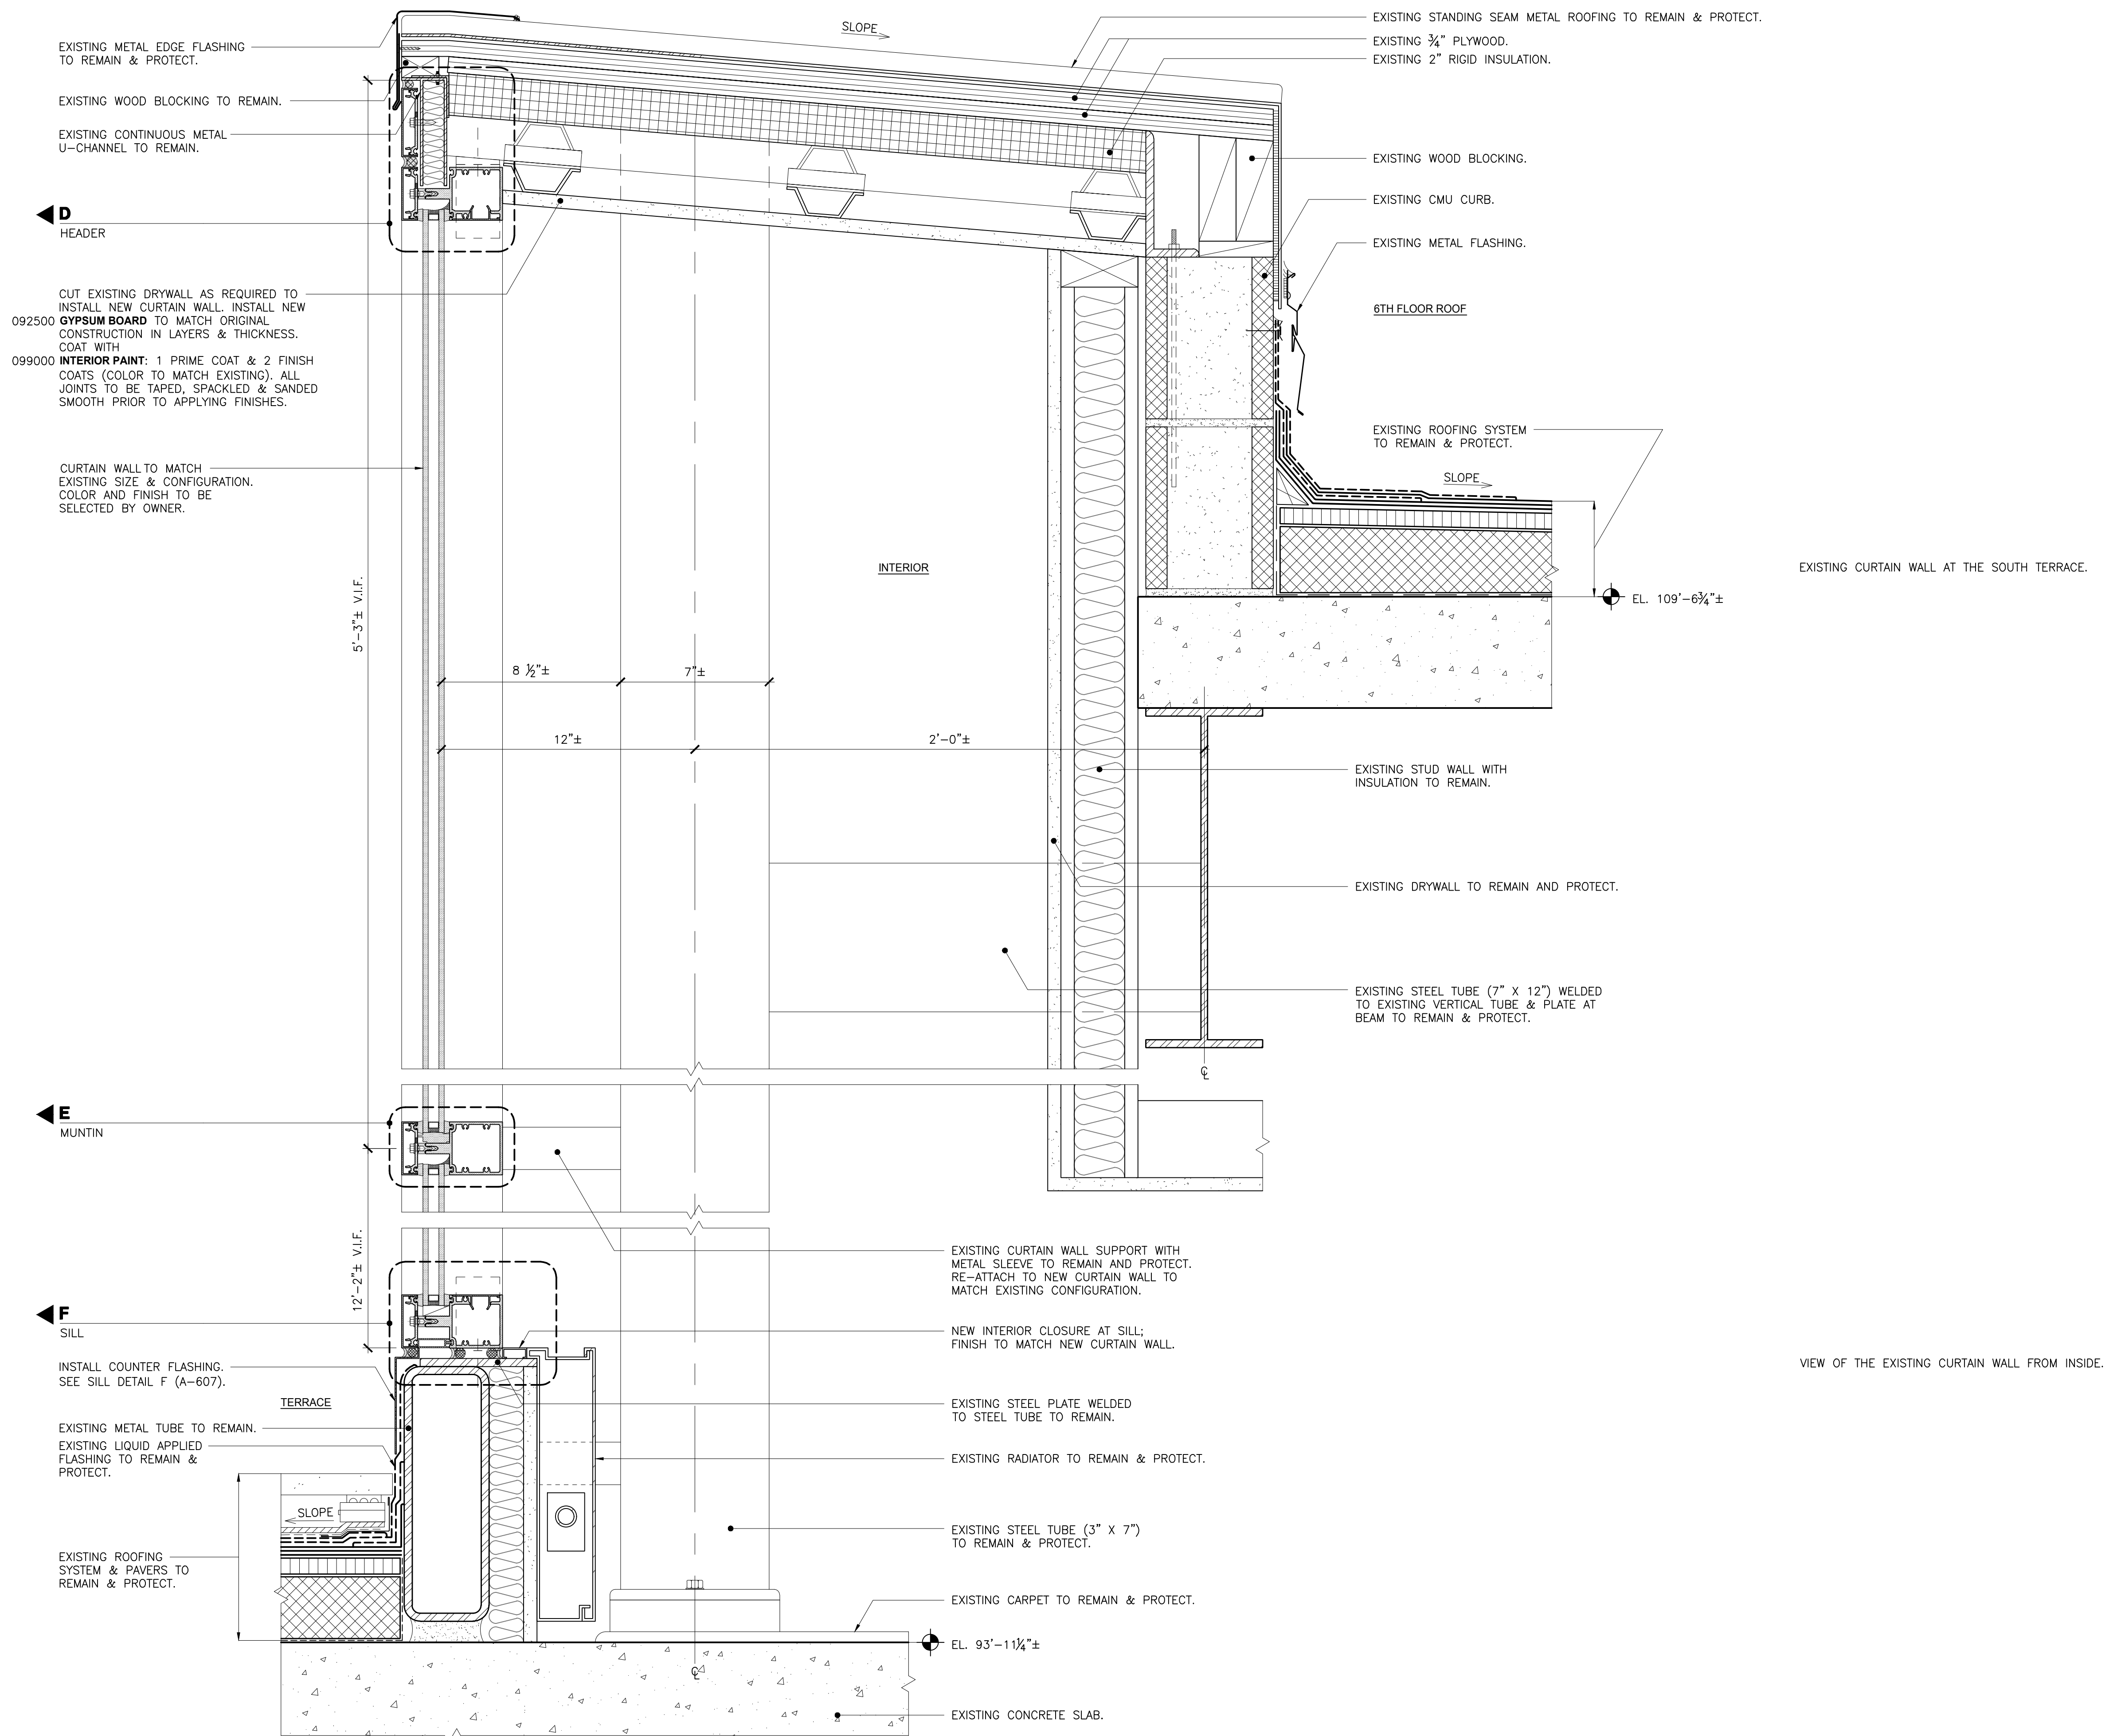 EXISTING METAL EDGE FLASHING
TO REMAIN & PROTECT.
EXISTING WOOD BLOCKING TO REMAIN.
EXISTING CONTINUOUS METAL
U-CHANNEL TO REMAIN.
D
HEADER
CUT EXISTING DRYWALL AS REQUIRED TO
INSTALL NEW CURTAIN WALL. INSTALL NEW
092500 GYPSUM BOARD TO MATCH ORIGINAL
CONSTRUCTION IN LAYERS & THICKNESS.
COAT WITH
099000 INTERIOR PAINT: 1 PRIME COAT & 2 FINISH
COATS (COLOR TO MATCH EXISTING). ALL
JOINTS TO BE TAPED, SPACKLED & SANDED
SMOOTH PRIOR TO APPLYING FINISHES.
CURTAIN WALL TO MATCH
EXISTING SIZE & CONFIGURATION.
COLOR AND FINISH TO BE
SELECTED BY OWNER.
5'-3"± V.I.F.
E
MUNTIN
12'-2"± V.I.F.
F
SILL
INSTALL COUNTER FLASHING.
SEE SILL DETAIL F (A-607).
TERRACE
EXISTING METAL TUBE TO REMAIN.
EXISTING LIQUID APPLIED
FLASHING TO REMAIN &
PROTECT.
SLOPE
EXISTING ROOFING
SYSTEM & PAVERS TO
REMAIN & PROTECT.
SLOPE
INTERIOR
8 ½"±
7"±
12"±
2'-0"±
EXISTING STANDING SEAM METAL ROOFING TO REMAIN & PROTECT.
EXISTING ¾" PLYWOOD.
EXISTING 2" RIGID INSULATION.
EXISTING WOOD BLOCKING.
EXISTING CMU CURB.
EXISTING METAL FLASHING.
6TH FLOOR ROOF
EXISTING ROOFING SYSTEM
TO REMAIN & PROTECT.
SLOPE
EL. 109'-6¾"±
EXISTING STUD WALL WITH
INSULATION TO REMAIN.
EXISTING DRYWALL TO REMAIN AND PROTECT.
EXISTING STEEL TUBE (7" X 12") WELDED
TO EXISTING VERTICAL TUBE & PLATE AT
BEAM TO REMAIN & PROTECT.
℄
EXISTING CURTAIN WALL SUPPORT WITH
METAL SLEEVE TO REMAIN AND PROTECT.
RE-ATTACH TO NEW CURTAIN WALL TO
MATCH EXISTING CONFIGURATION.
NEW INTERIOR CLOSURE AT SILL;
FINISH TO MATCH NEW CURTAIN WALL.
EXISTING STEEL PLATE WELDED
TO STEEL TUBE TO REMAIN.
EXISTING RADIATOR TO REMAIN & PROTECT.
EXISTING STEEL TUBE (3" X 7")
TO REMAIN & PROTECT.
EXISTING CARPET TO REMAIN & PROTECT.
EL. 93'-11¼"±
℄
EXISTING CONCRETE SLAB.
EXISTING CURTAIN WALL AT THE SOUTH TERRACE.
VIEW OF THE EXISTING CURTAIN WALL FROM INSIDE.